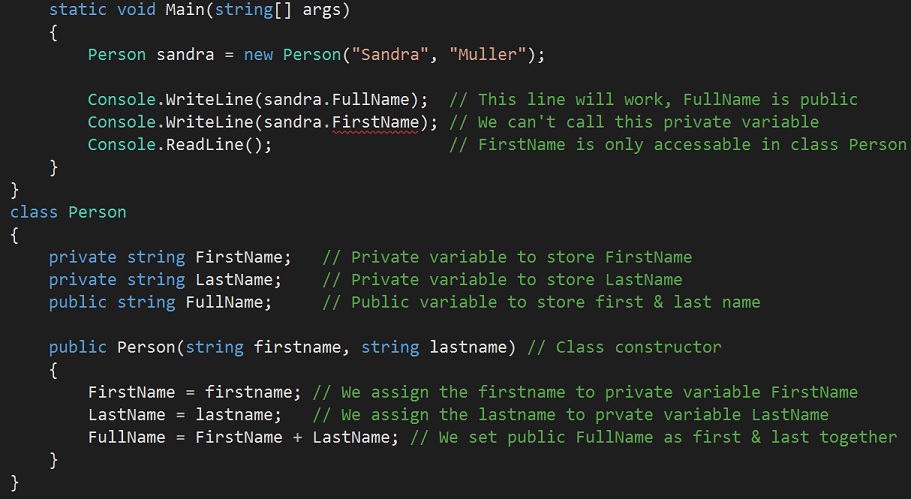 static void Main(string[] args)
{
Person sandra = new Person("Sandra", "Muller");
Console.WriteLine(sandra.FullName);  // This line will work, FullName is public
Console.WriteLine(sandra.FirstName); // We can't call this private variable
Console.ReadLine();                  // FirstName is only accessable in class Person
}
}
class Person
{
private string FirstName;   // Private variable to store FirstName
private string LastName;    // Private variable to store LastName
public string FullName;     // Public variable to store first & last name
public Person(string firstname, string lastname) // Class constructor
{
FirstName = firstname; // We assign the firstname to private variable FirstName
LastName = lastname;   // We assign the lastname to prvate variable LastName
FullName = FirstName + LastName; // We set public FullName as first & last together
}
}